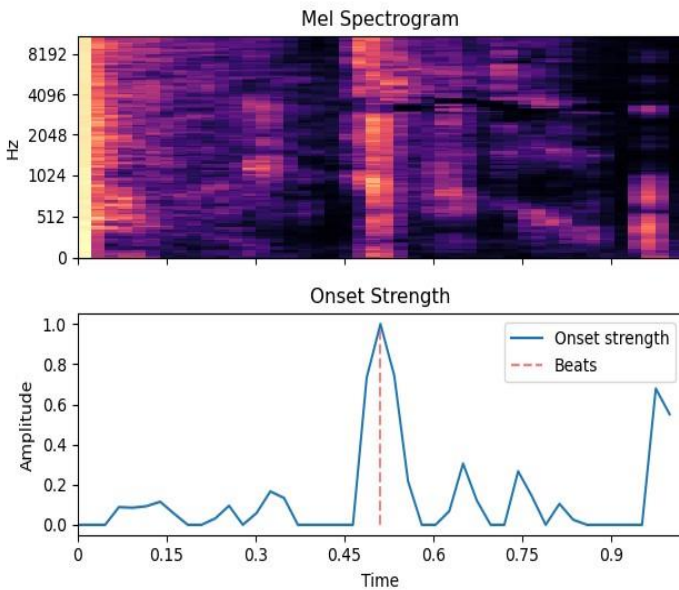 Mel Spectrogram
8192
4096
2048
1024
512
0
Hz
Onset Strength
1.0
0.8
0.6
0.4
0.2
0.0
Amplitude
Onset strength
Beats
0
0.15
0.3
0.45
0.6
0.75
0.9
Time